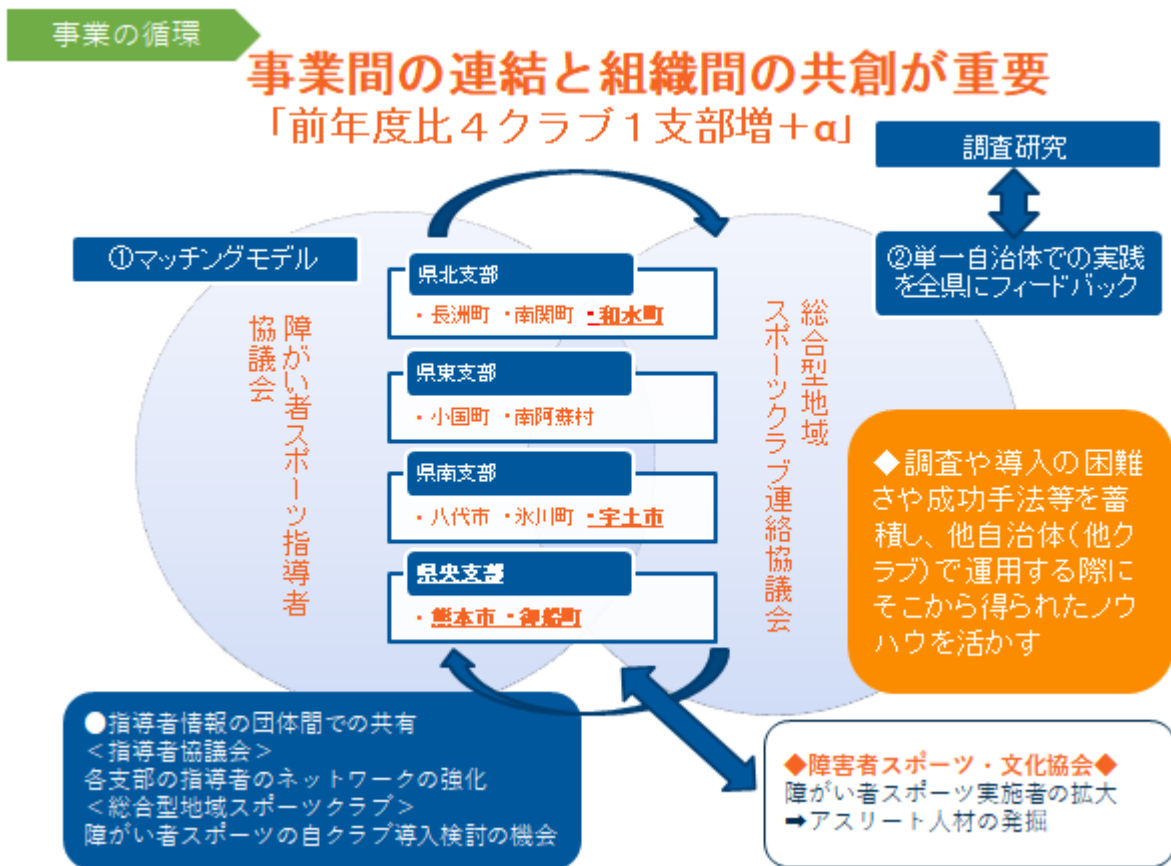 事業の循環
事業間の連結と組織間の共創が重要
「前年度比４クラブ１支部増＋α」
調査研究
①マッチングモデル
②単一自治体での実践
を全県にフィードバック
障がい者スポーツ指導者
協議会
県北支部
・長洲町 ・南関町 ・和水町
県東支部
・小国町 ・南阿蘇村
県南支部
・八代市 ・氷川町 ・宇土市
県央支部
・熊本市 ・御船町
総合型地域
スポーツクラブ連絡協議会
◆調査や導入の困難
さや成功手法等を蓄
積し、他自治体（他ク
ラブ）で運用する際に
そこから得られたノウ
ハウを活かす
●指導者情報の団体間での共有
＜指導者協議会＞
各支部の指導者のネットワークの強化
＜総合型地域スポーツクラブ＞
障がい者スポーツの自クラブ導入検討の機会
◆障害者スポーツ・文化協会◆
障がい者スポーツ実施者の拡大
➡アスリート人材の発掘